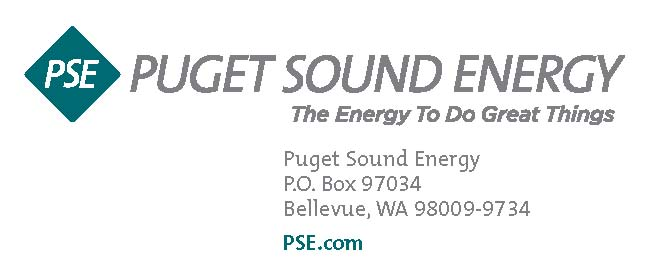 PSE PUGET SOUND ENERGY
The Energy To Do Great Things
Puget Sound Energy
P.O. Box 97034
Bellevue, WA 98009-9734
PSE.com